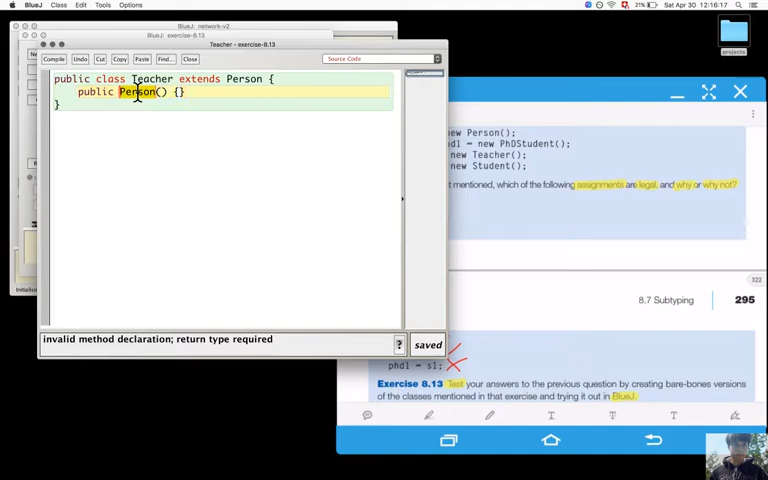 BlueJ Class Edit Tools Options
21% Sat Apr 30 12:16:17
BlueJ: network-v2
BlueJ: exercise-8.13
Teacher - exercise-8.13
Compile Undo Cut Copy Paste Find... Close
Source Code
public class Teacher extends Person {
public Person() {}
}
invalid method declaration; return type required
?
saved
projects
new Person();
d1 = new PhDStudent();
new Teacher();
new Student();
t mentioned, which of the following assignments are legal, and why or why not?
322
8.7 Subtyping 295
phd1 = s1;
Exercise 8.13 Test your answers to the previous question by creating bare-bones versions
of the classes mentioned in that exercise and trying it out in BlueJ.